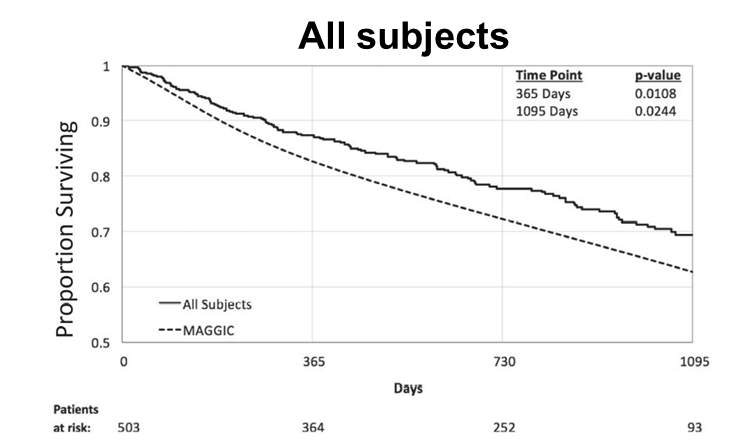 All subjects
Time Point p-value
365 Days 0.0108
1095 Days 0.0244
Proportion Surviving
1
0.9
0.8
0.7
0.6
0.5
All Subjects
MAGGIC
0 365 730 1095
Days
Patients
at risk: 503 364 252 93